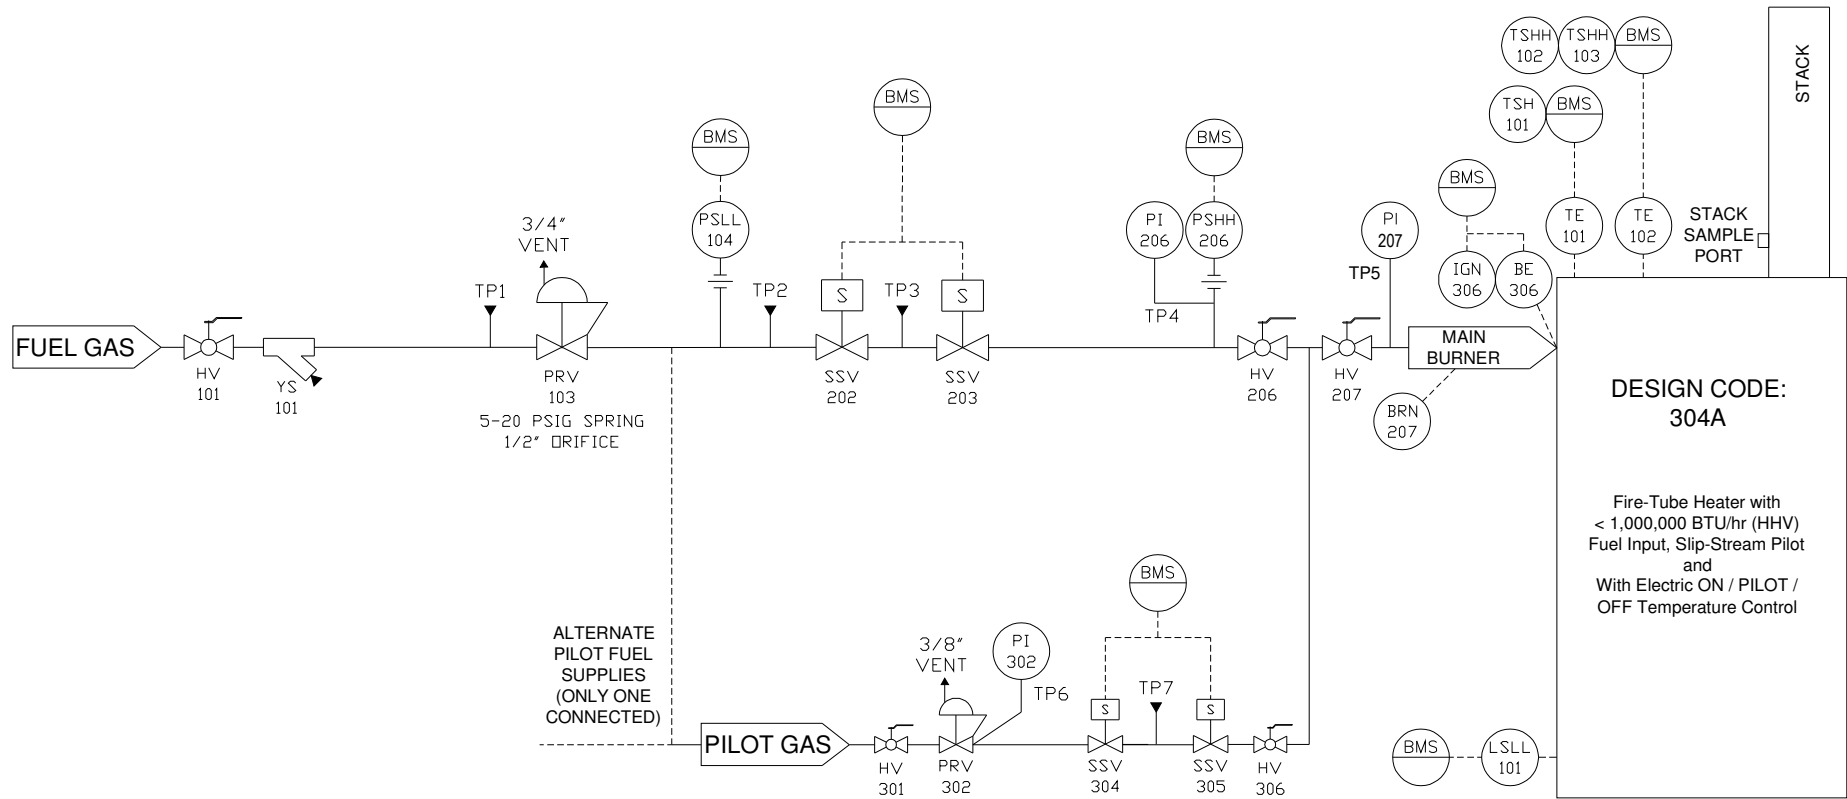 TSHH
102
TSHH
103
BMS
STACK
BMS
TSH
101
BMS
BMS
BMS
BMS
3/4"
VENT
PSLL
104
PI
206
PSHH
206
PI
207
TE
101
TE
102
STACK
SAMPLE
PORT
IGN
306
BE
306
TP5
TP1
TP2
S
TP3
S
TP4
FUEL GAS
HV
101
YS
101
PRV
103
5-20 PSIG SPRING
1/2" ORIFICE
SSV
202
SSV
203
HV
206
HV
207
MAIN
BURNER
BRN
207
DESIGN CODE:
304A
Fire-Tube Heater with
< 1,000,000 BTU/hr (HHV)
Fuel Input, Slip-Stream Pilot
and
With Electric ON / PILOT /
OFF Temperature Control
BMS
ALTERNATE
PILOT FUEL
SUPPLIES
(ONLY ONE
CONNECTED)
3/8"
VENT
PI
302
TP6
S
TP7
S
PILOT GAS
HV
301
PRV
302
SSV
304
SSV
305
HV
306
BMS
LSLL
101